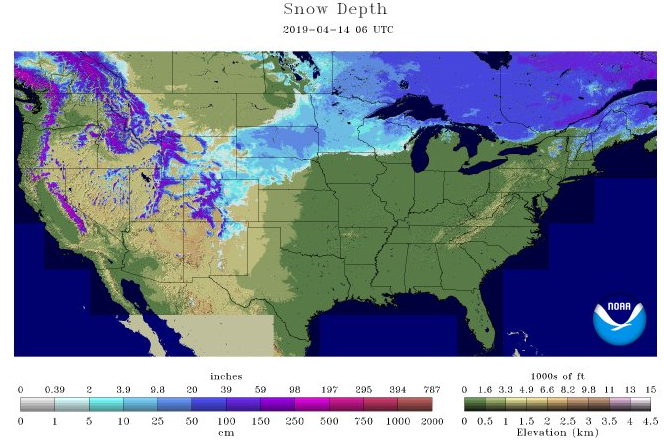 Snow Depth
2019-04-14 06 UTC
NOAA
inches
0 0.39 2 3.9 9.8 20 39 59 98 197 295 394 787
0 1 5 10 25 50 100 150 250 500 750 1000 2000
cm
1000s of ft
0 1.6 3.3 4.9 6.6 8.2 9.8 11 13 15
0 0.5 1 1.5 2 2.5 3 3.5 4 4.5
Elevation (km)